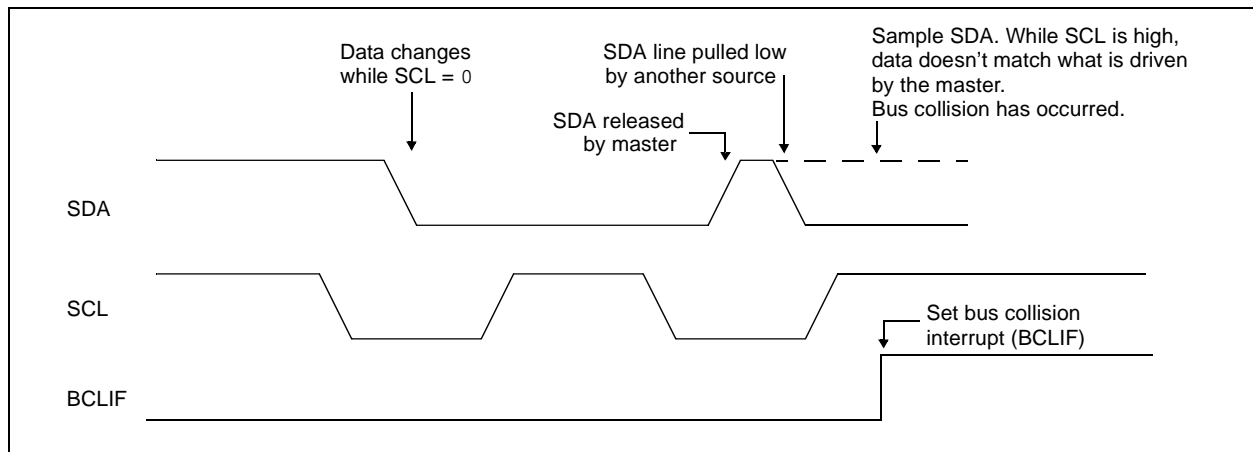 Data changes
while SCL = 0
SDA line pulled low
by another source
Sample SDA. While SCL is high,
data doesn't match what is driven
by the master.
Bus collision has occurred.
SDA released
by master
SDA
SCL
Set bus collision
interrupt (BCLIF)
BCLIF